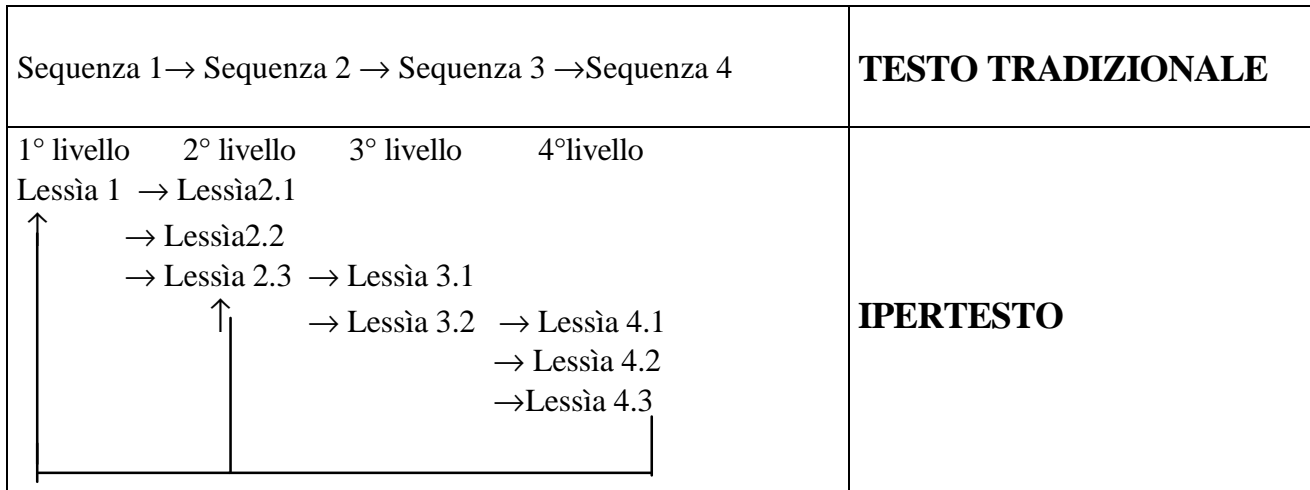 Sequenza 1→ Sequenza 2 → Sequenza 3 →Sequenza 4
TESTO TRADIZIONALE
1° livello 2° livello 3° livello 4°livello
Lessìa 1 → Lessìa2.1
→ Lessìa2.2
→ Lessìa 2.3 → Lessìa 3.1
→ Lessìa 3.2 → Lessìa 4.1
→ Lessìa 4.2
→Lessìa 4.3
IPERTESTO